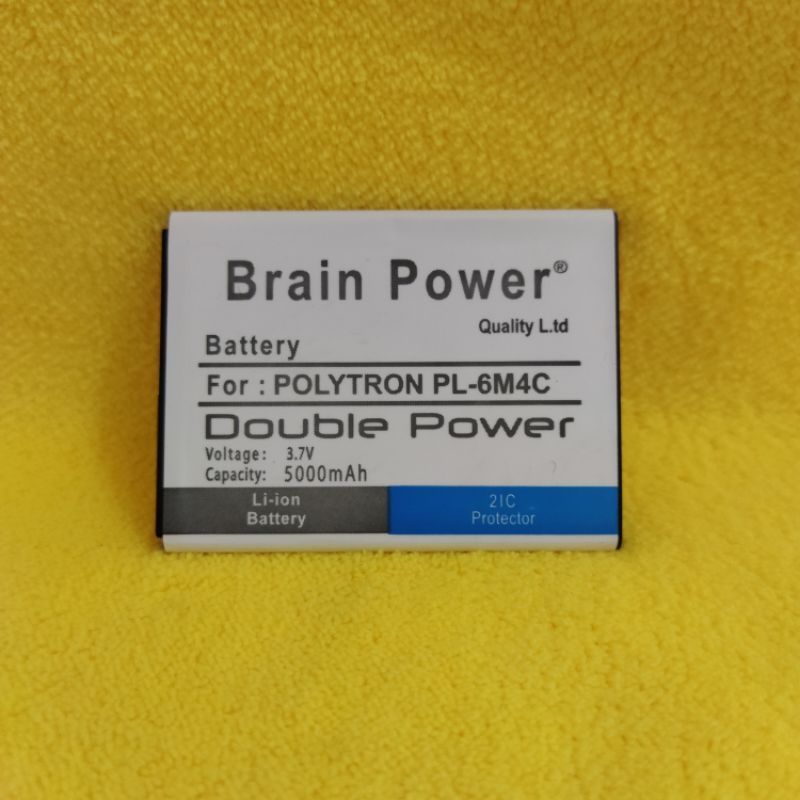 Brain Power®
Quality L.td
Battery
For : POLYTRON PL-6M4C
Double Power
Voltage: 3.7V
Capacity: 5000mAh
Li-ion
Battery
2IC
Protector